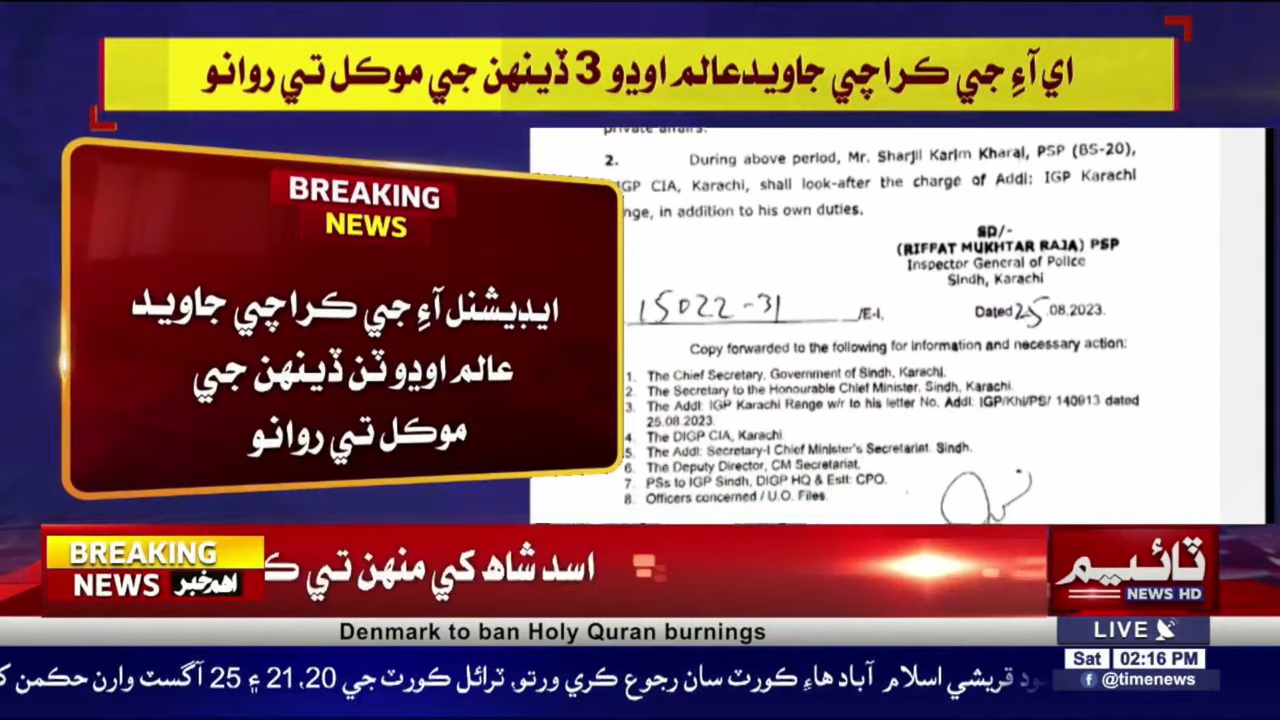 اي آءِ جي ڪراچي جاويد عالم اوڍو 3 ڏينهن جي موڪل تي روانو
BREAKING
NEWS
ايڊيشنل آءِ جي ڪراچي جاويد
عالم اوڍو ٽن ڏينهن جي
موڪل تي روانو
private affairs.
2. During above period, Mr. Sharjil Karim Kharal, PSP (BS-20),
IGP CIA, Karachi, shall look-after the charge of Addl: IGP Karachi
nge, in addition to his own duties.
SD/-
(RIFFAT MUKHTAR RAJA) PSP
Inspector General of Police
Sindh, Karachi
15022-31 /E-I, Dated 25.08.2023.
Copy forwarded to the following for information and necessary action:
1. The Chief Secretary, Government of Sindh, Karachi.
2. The Secretary to the Honourable Chief Minister, Sindh, Karachi.
3. The Addl: IGP Karachi Range w/r to his letter No. Addl: IGP/Khi/PS/ 140913 dated
25.08.2023.
4. The DIGP CIA, Karachi.
5. The Addl: Secretary-I Chief Minister's Secretariat, Sindh.
6. The Deputy Director, CM Secretariat.
7. PSs to IGP Sindh, DIGP HQ & Estt: CPO.
8. Officers concerned / U.O. Files.
BREAKING
NEWS اهم خبر
اسد شاھ کي منهن تي ڪ
ٽائيم
NEWS HD
Denmark to ban Holy Quran burnings
LIVE
Sat 02:16 PM
@timenews
ود قريشي اسلام آباد هاءِ ڪورٽ سان رجوع ڪري ورتو، ٽرائل ڪورٽ جي 21،20 ۽ 25 آگسٽ وارن حڪمن ک